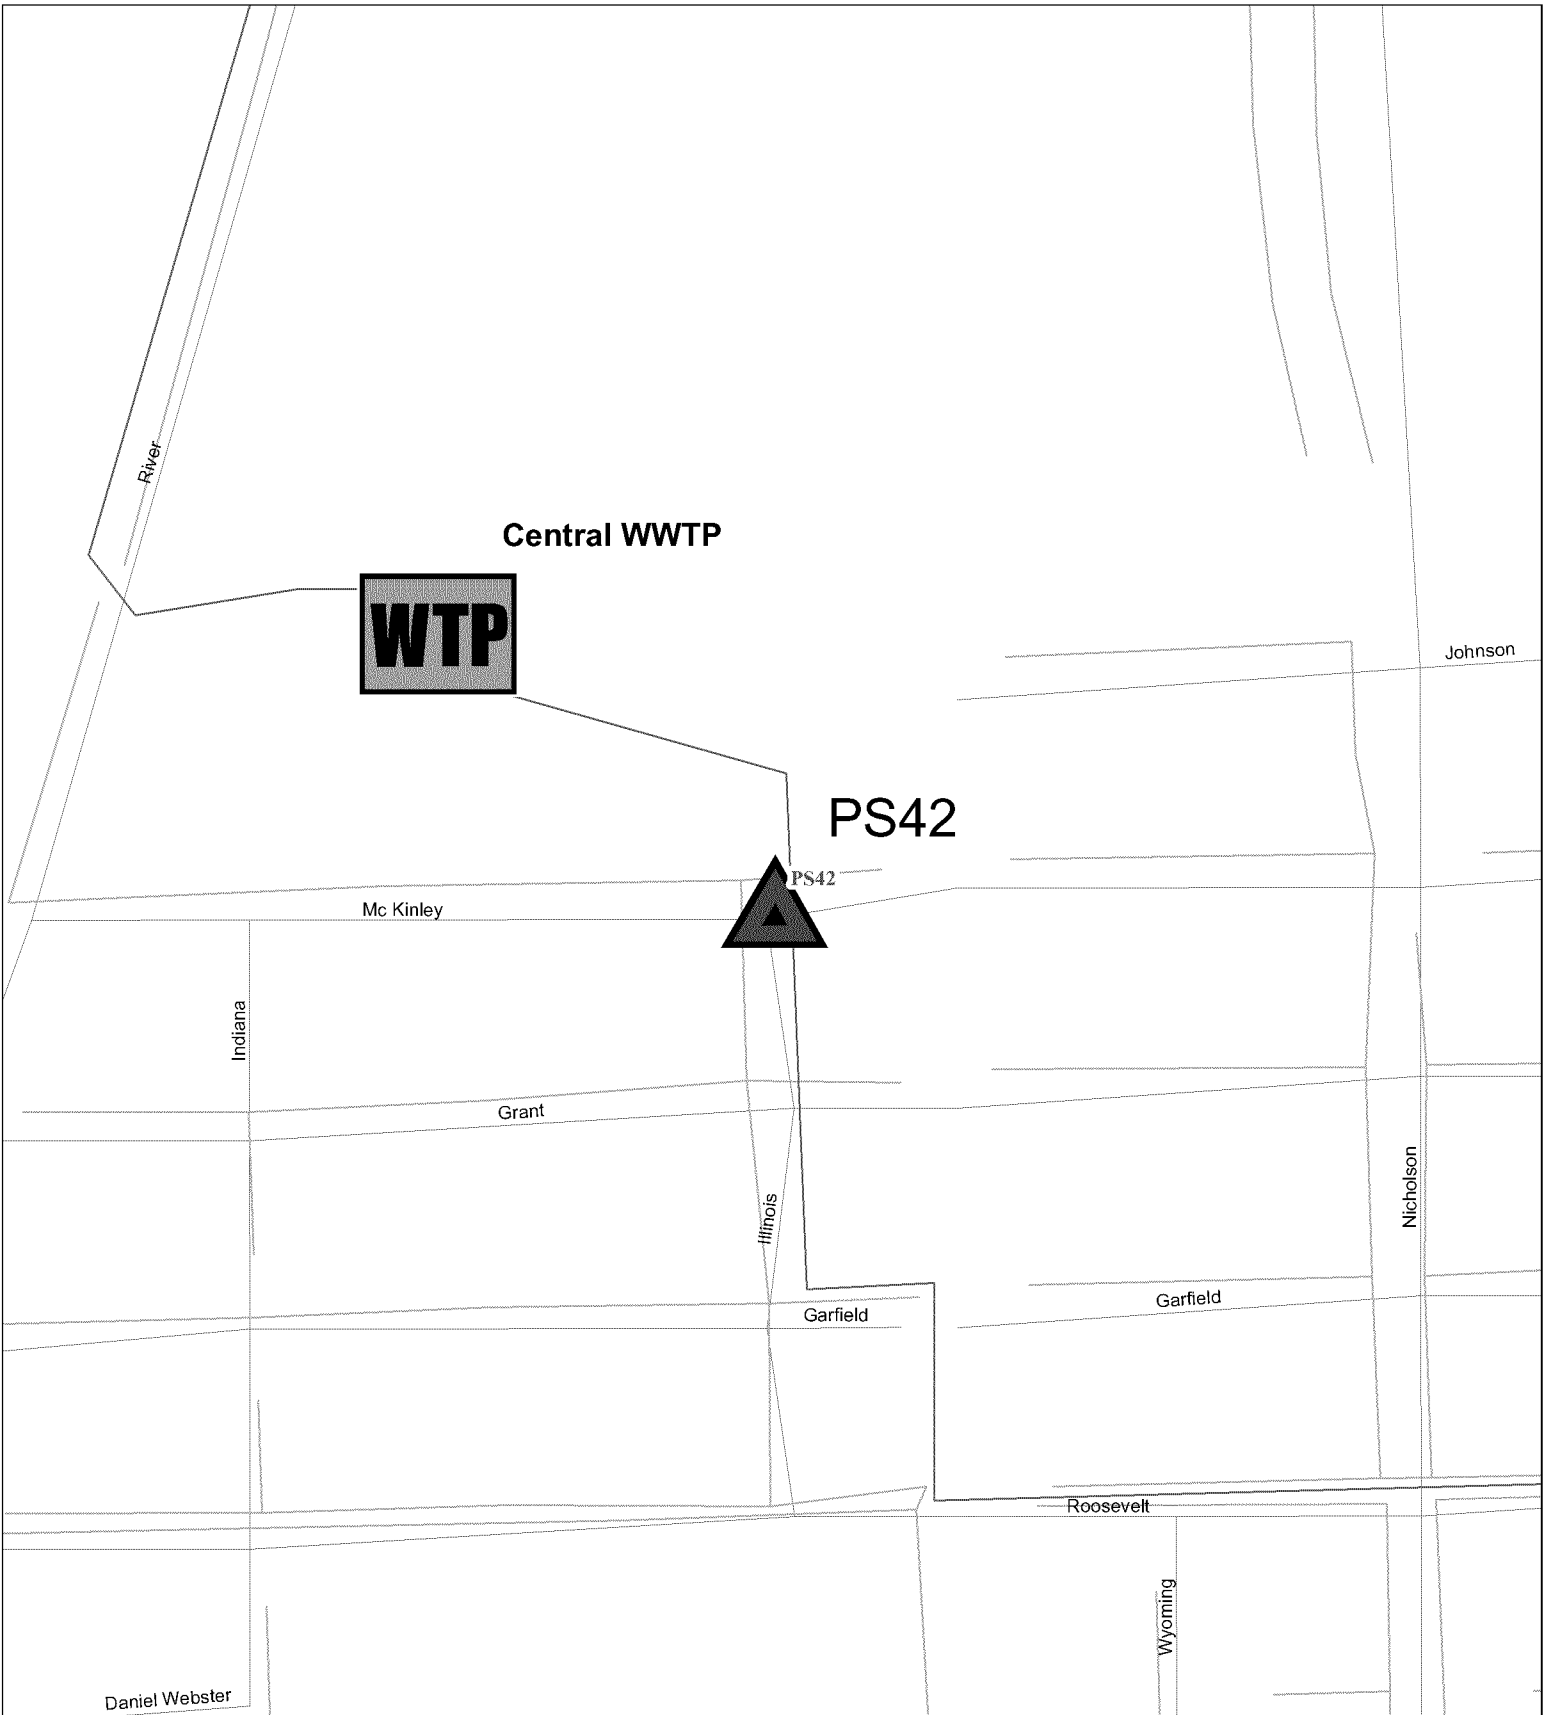 River
Central WWTP
WTP
Johnson
PS42
PS42
Mc Kinley
Indiana
Grant
Nicholson
Illinois
Garfield
Garfield
Roosevelt
Wyoming
Daniel Webster